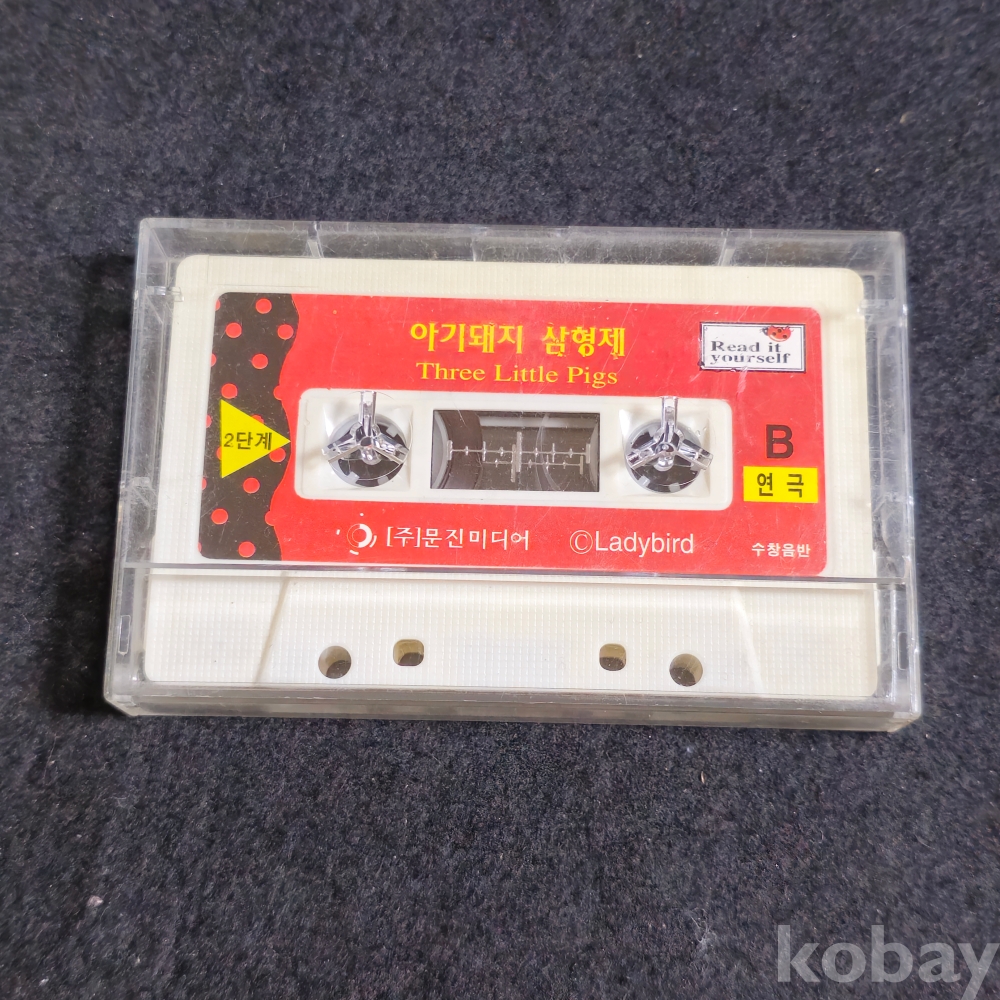 아기돼지 삼형제
Three Little Pigs
Read it
yourself
2단계
B
연극
[주]문진미디어
©Ladybird
수창음반
kobay